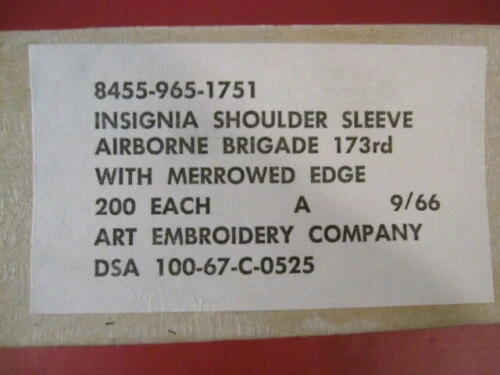 8455-965-1751
INSIGNIA SHOULDER SLEEVE
AIRBORNE BRIGADE 173rd
WITH MERROWED EDGE
200 EACH A 9/66
ART EMBROIDERY COMPANY
DSA 100-67-C-0525